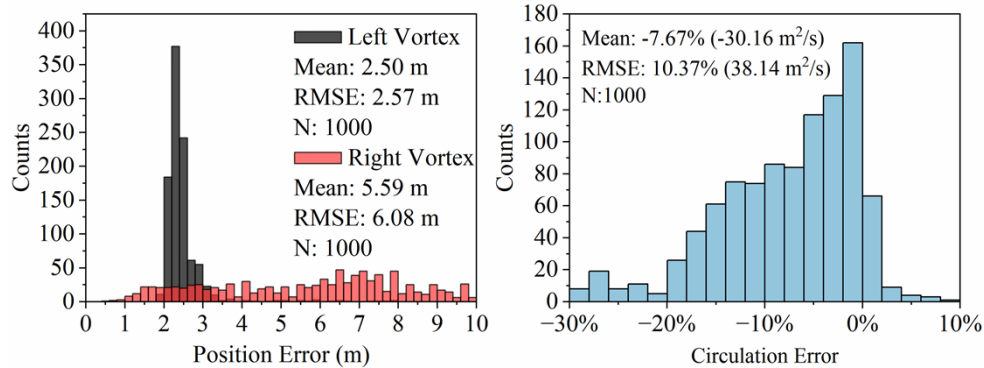 425
400
350
300
250
200
150
100
50
0
Counts
Left Vortex
Mean: 2.50 m
RMSE: 2.57 m
N: 1000
Right Vortex
Mean: 5.59 m
RMSE: 6.08 m
N: 1000
0 1 2 3 4 5 6 7 8 9 10
Position Error (m)
180
160
140
120
100
80
60
40
20
0
Counts
Mean: -7.67% (-30.16 m²/s)
RMSE: 10.37% (38.14 m²/s)
N:1000
−30% −20% −10% 0% 10%
Circulation Error